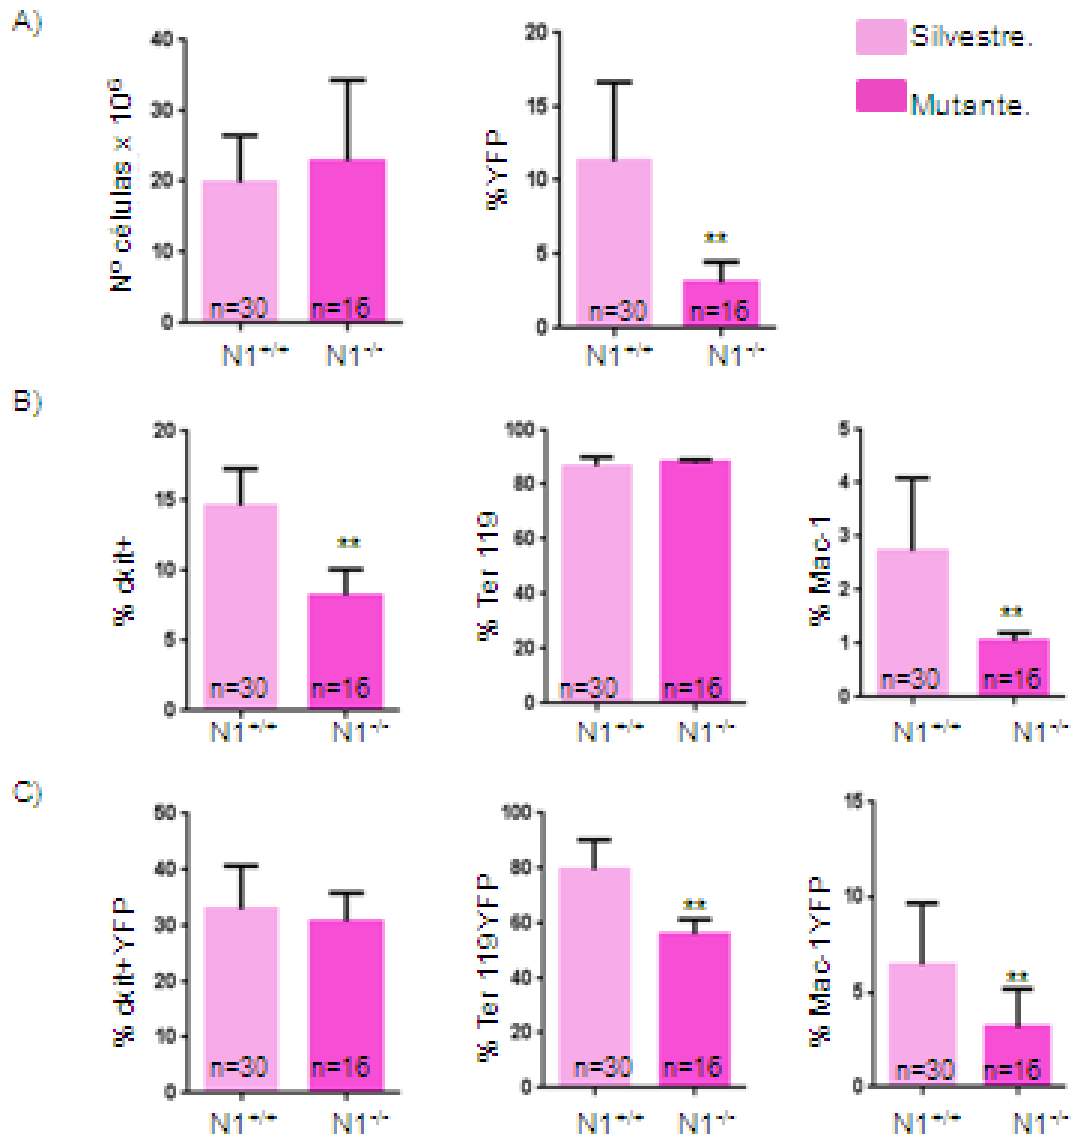 A)
Silvestre.
Mutante.
Nº células x 10⁶
40
30
20
10
0
n=30
n=16
N1⁺/⁺
N1⁻/⁻
%YFP
20
15
10
5
0
n=30
n=16
N1⁺/⁺
N1⁻/⁻
**
B)
% ckit+
20
15
10
5
0
n=30
n=16
N1⁺/⁺
N1⁻/⁻
**
% Ter 119
100
80
60
40
20
0
n=30
n=16
N1⁺/⁺
N1⁻/⁻
% Mac-1
5
4
3
2
1
0
n=30
n=16
N1⁺/⁺
N1⁻/⁻
**
C)
% ckit+YFP
50
40
30
20
10
0
n=30
n=16
N1⁺/⁺
N1⁻/⁻
% Ter 119YFP
100
80
60
40
20
0
n=30
n=16
N1⁺/⁺
N1⁻/⁻
**
% Mac-1YFP
15
10
5
0
n=30
n=16
N1⁺/⁺
N1⁻/⁻
**